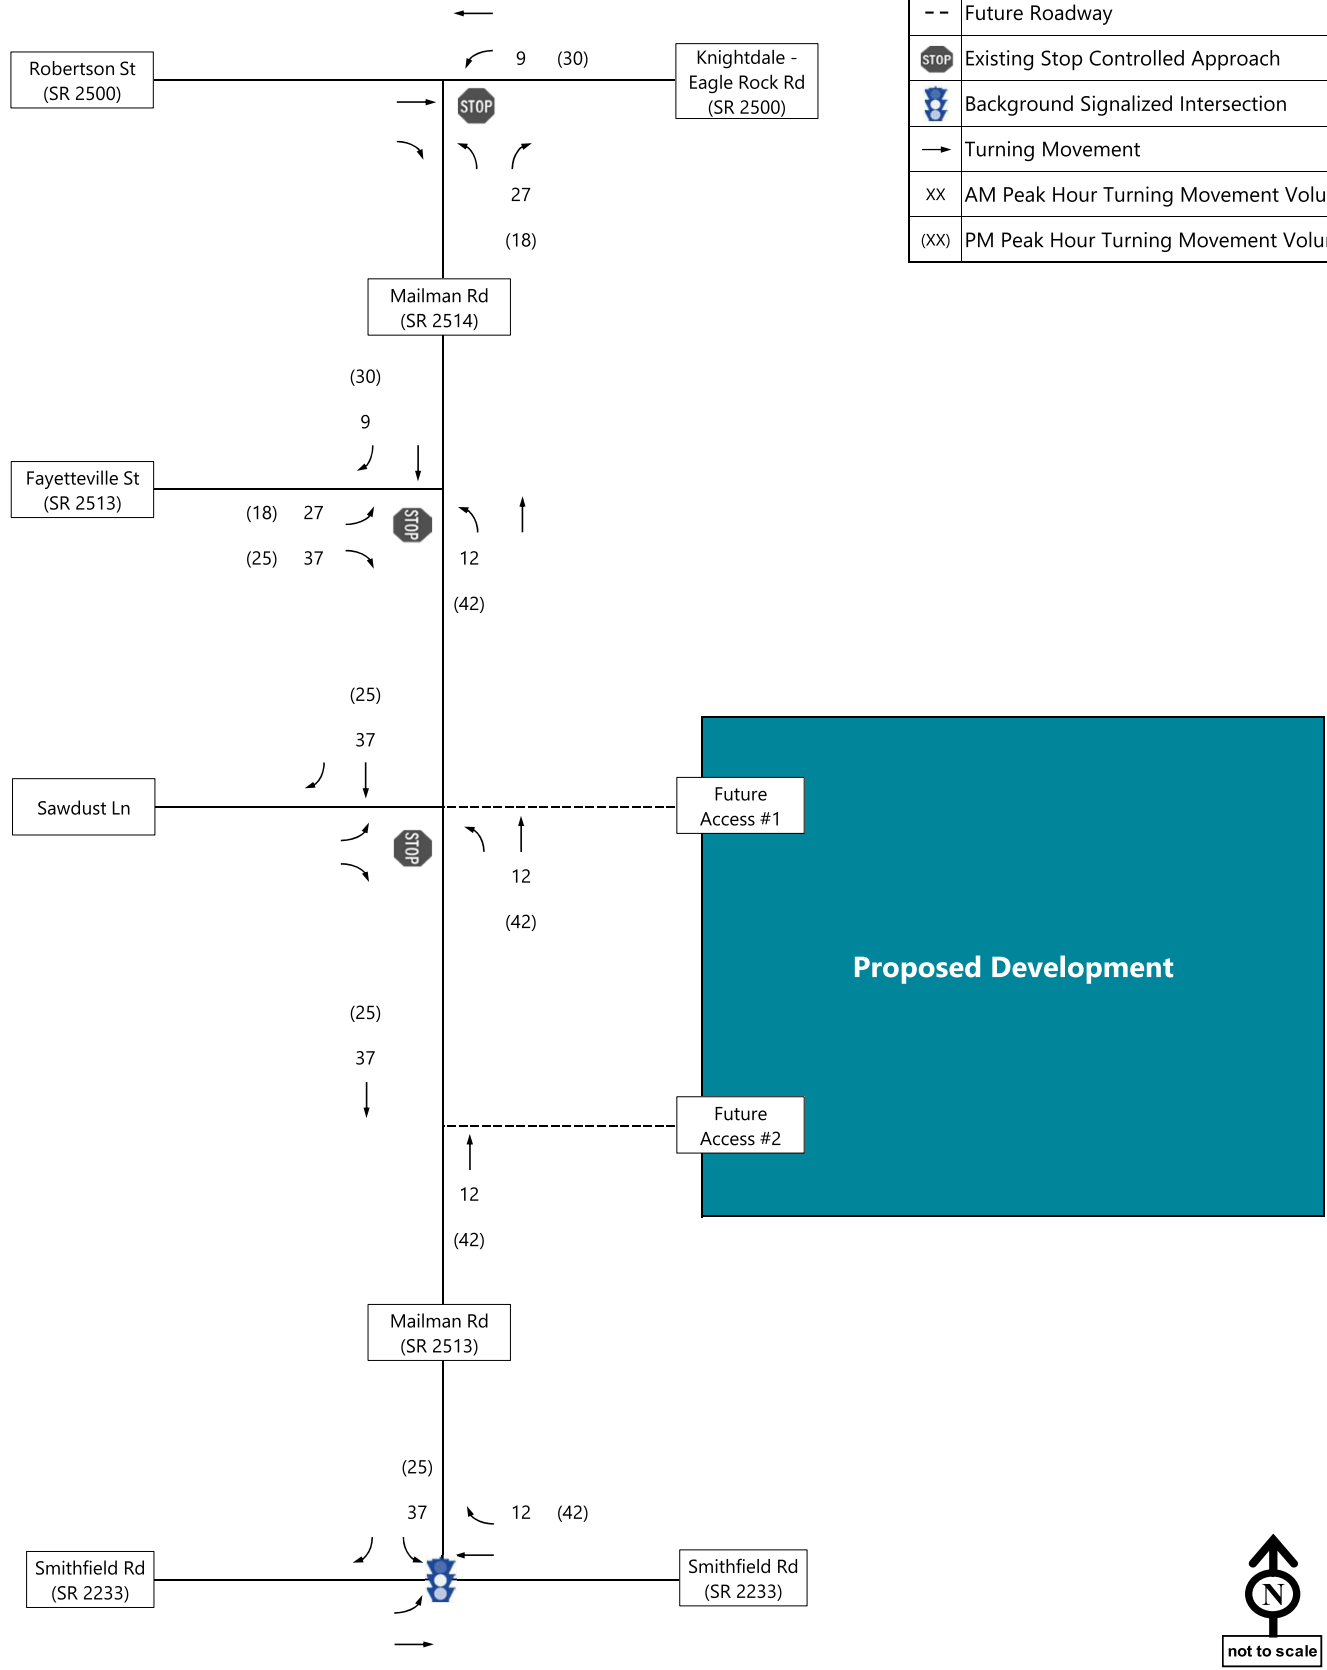 -- Future Roadway
STOP Existing Stop Controlled Approach
Background Signalized Intersection
Turning Movement
XX AM Peak Hour Turning Movement Volu
(XX) PM Peak Hour Turning Movement Volu
9 (30)
Robertson St
(SR 2500)
Knightdale -
Eagle Rock Rd
(SR 2500)
STOP
27
(18)
Mailman Rd
(SR 2514)
(30)
9
Fayetteville St
(SR 2513)
(18) 27
STOP
(25) 37
12
(42)
(25)
37
Sawdust Ln
Future
Access #1
STOP
12
(42)
Proposed Development
(25)
37
Future
Access #2
12
(42)
Mailman Rd
(SR 2513)
(25)
37
12 (42)
Smithfield Rd
(SR 2233)
Smithfield Rd
(SR 2233)
N
not to scale